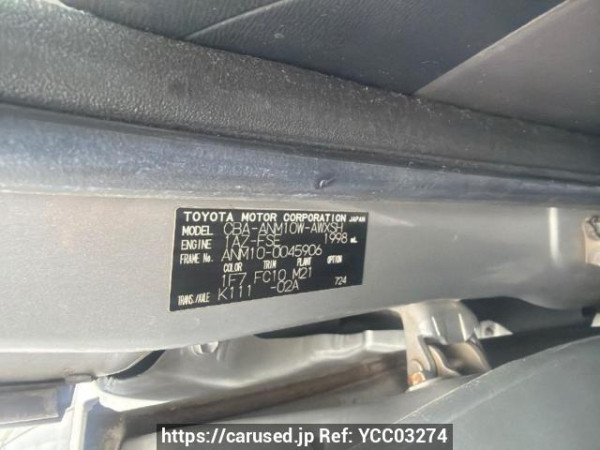 TOYOTA MOTOR CORPORATION JAPAN
MODEL CBA-ANM10W-AWXSH
ENGINE 1AZ-FSE 1998 mL
FRAME No. ANM10-0045906
COLOR TRIM PLANT OPTION
1F7 FC10 M21 724
TRANS./AXLE K111 -02A
https://carused.jp Ref: YCC03274